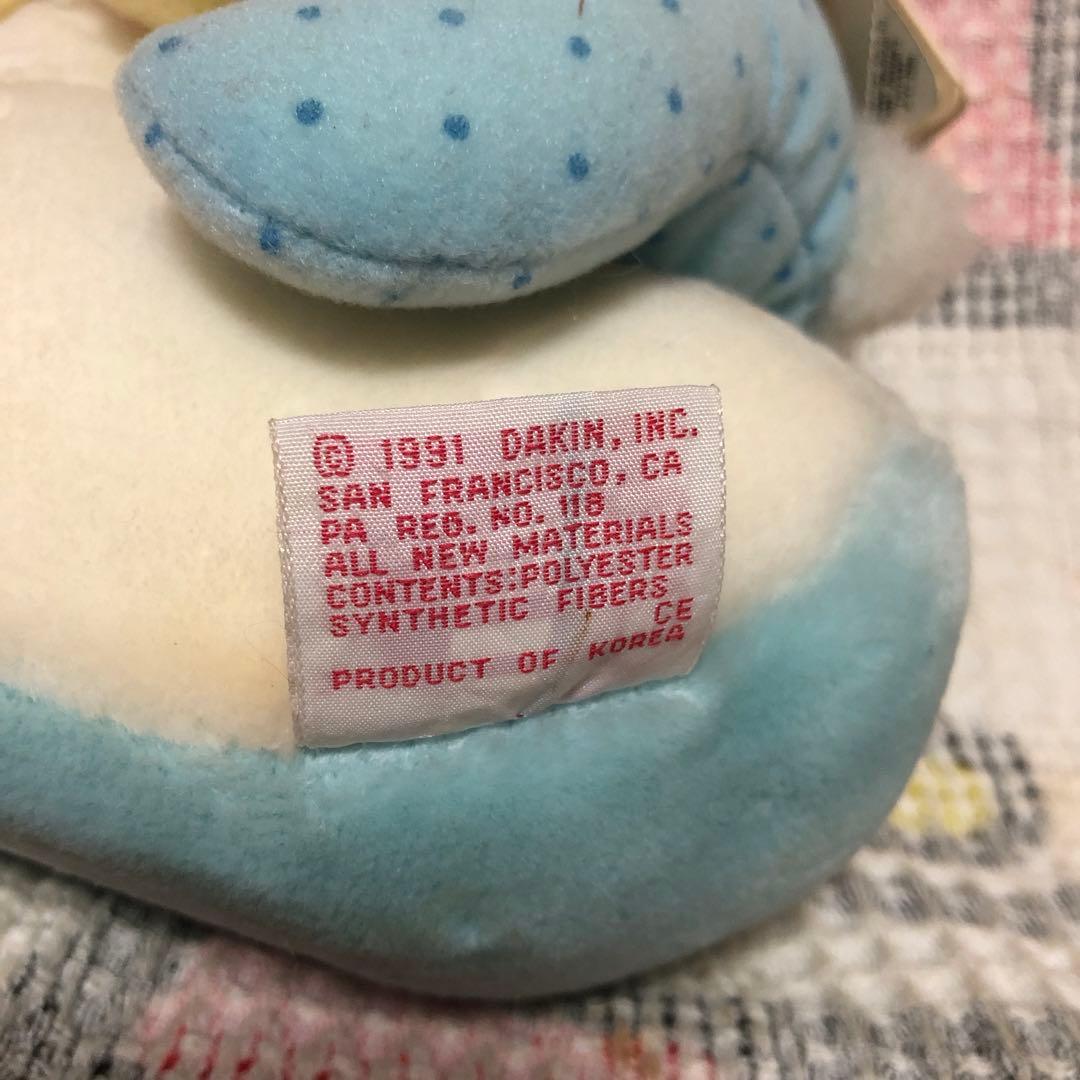 © 1991 DAKIN, INC.
SAN FRANCISCO, CA
PA REG. NO. 118
ALL NEW MATERIALS
CONTENTS:POLYESTER
SYNTHETIC FIBERS
CE
PRODUCT OF KOREA